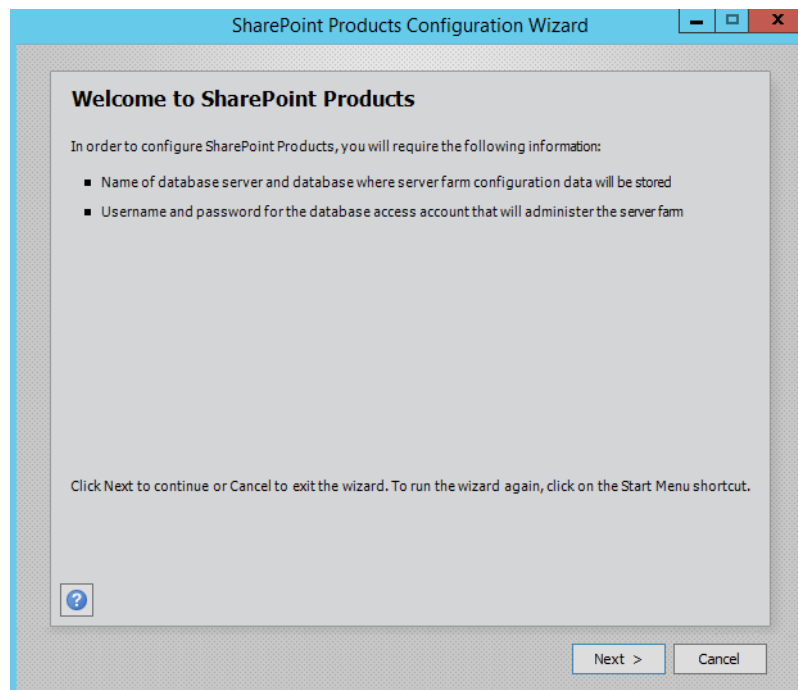 SharePoint Products Configuration Wizard
Welcome to SharePoint Products
In order to configure SharePoint Products, you will require the following information:
Name of database server and database where server farm configuration data will be stored
Username and password for the database access account that will administer the server farm
Click Next to continue or Cancel to exit the wizard. To run the wizard again, click on the Start Menu shortcut.
?
Next >
Cancel